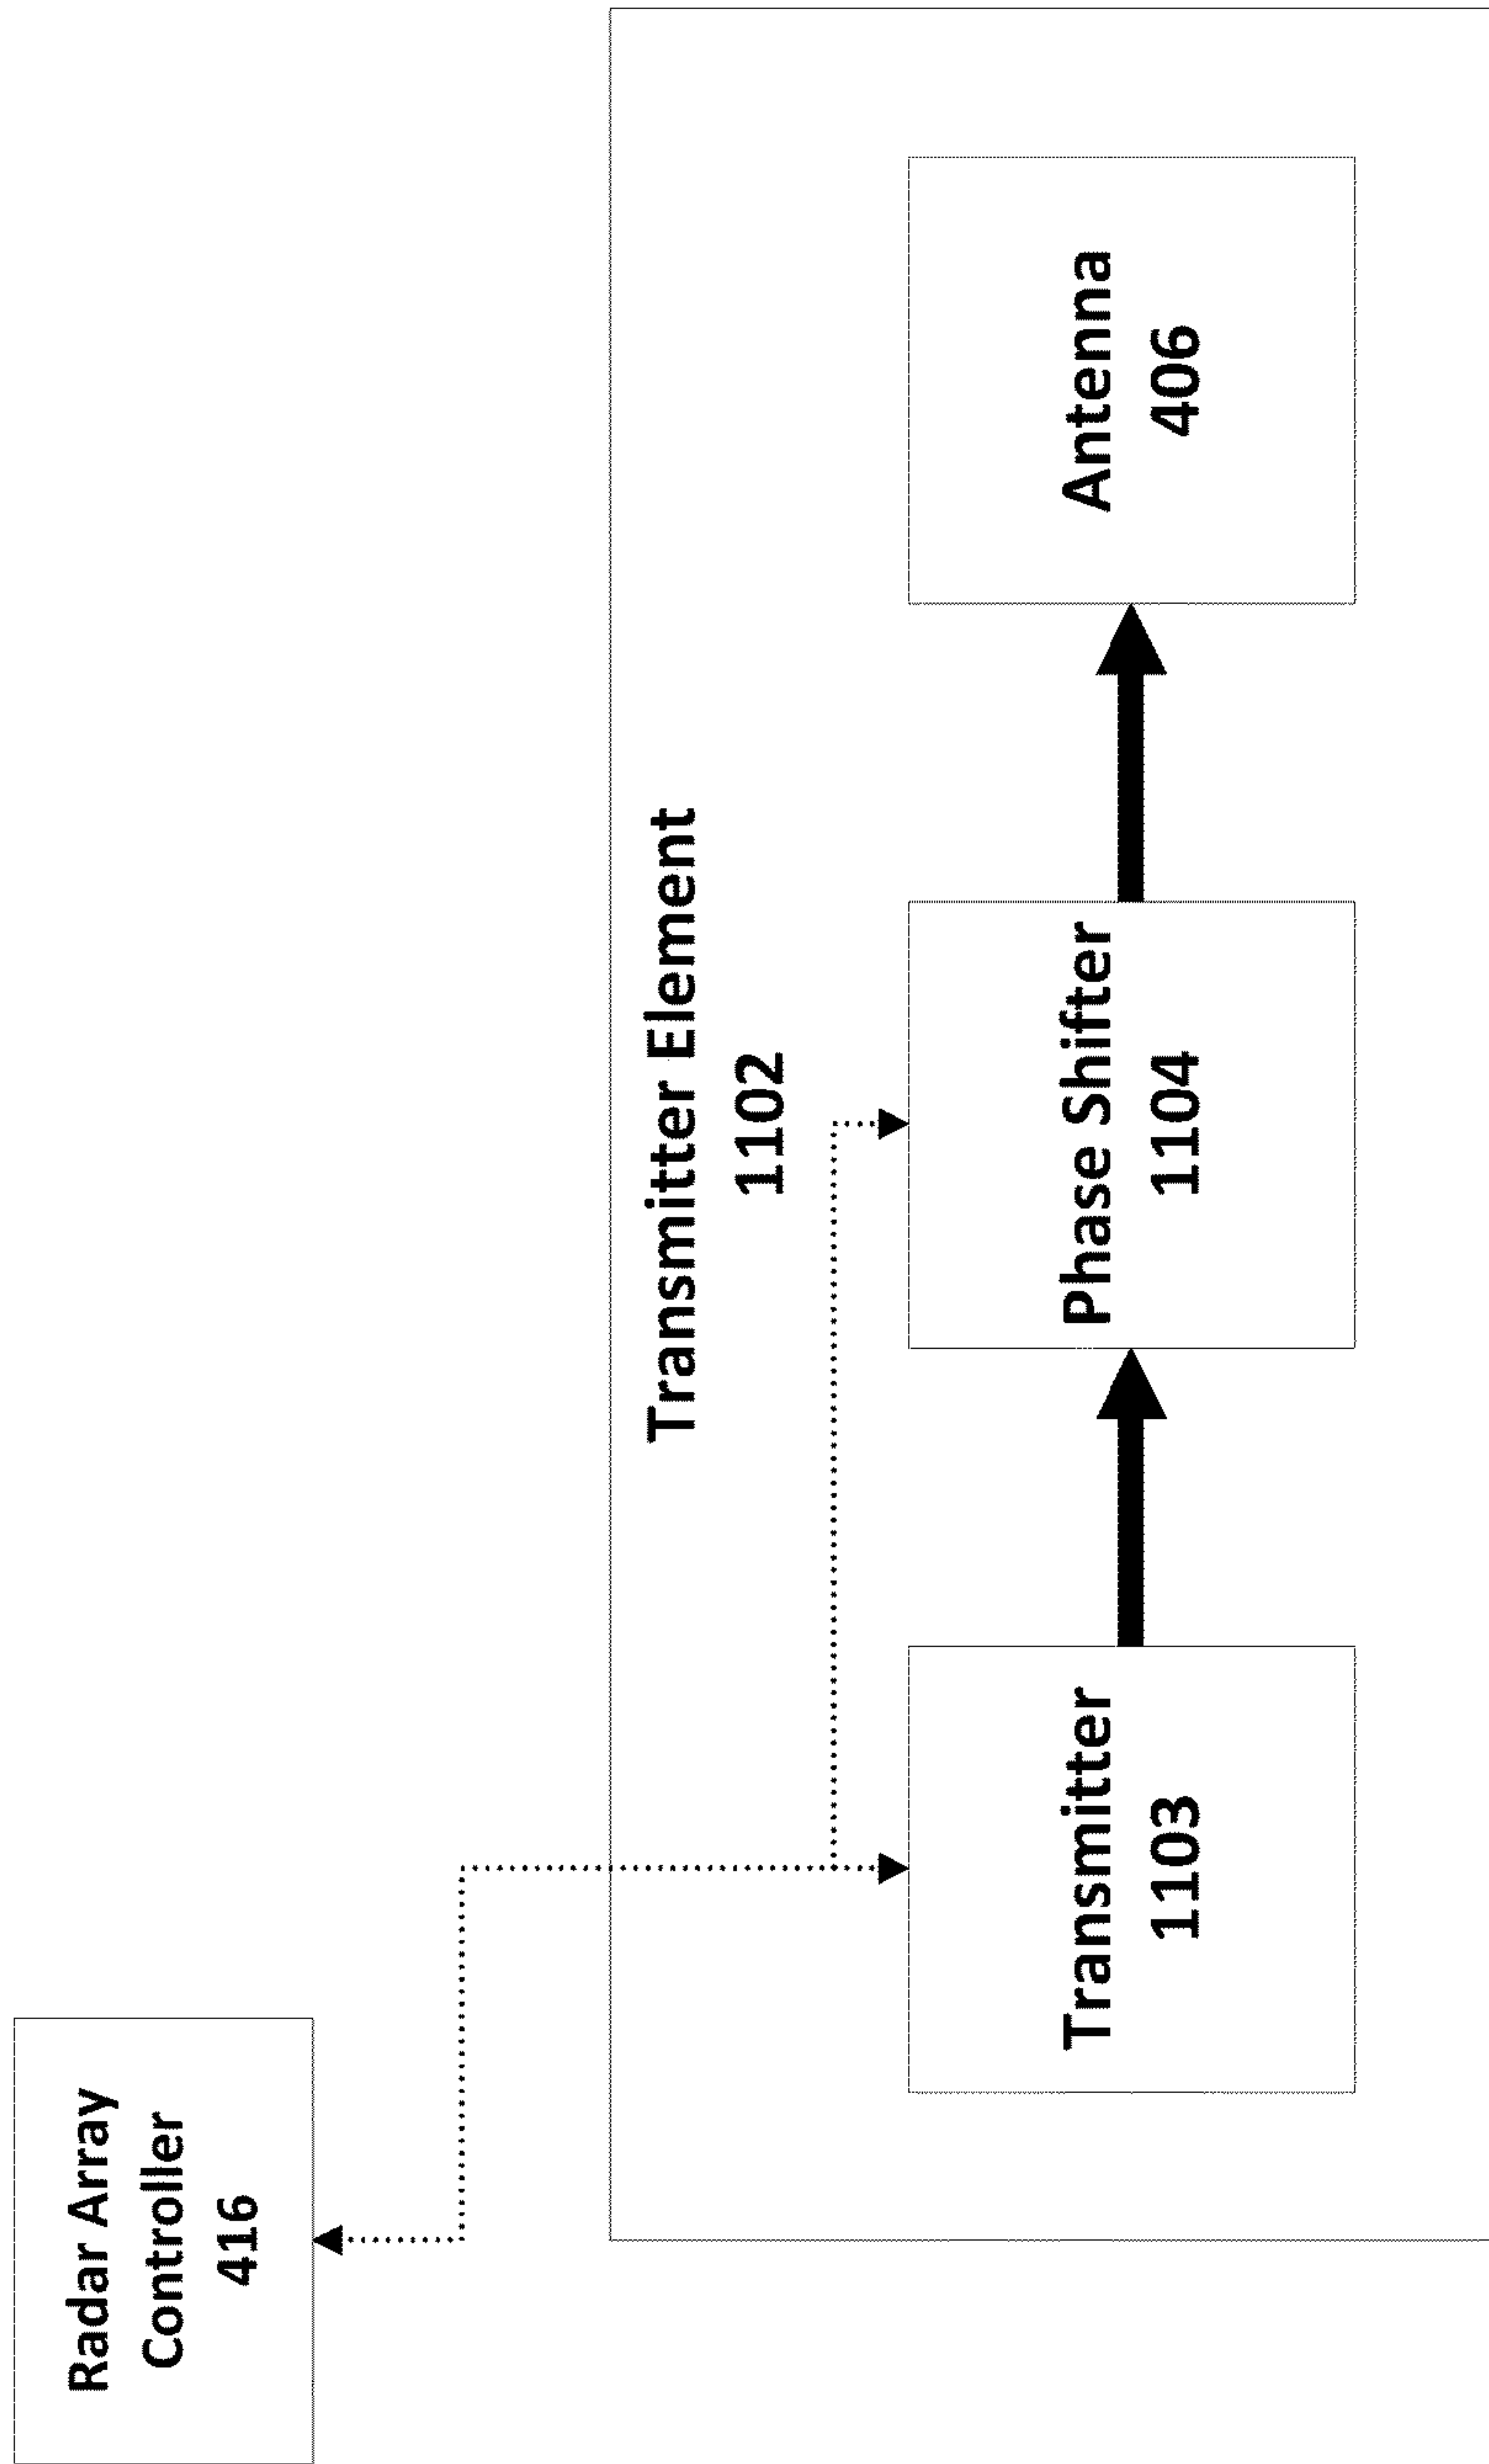 Radar Array
Controller
416
Transmitter Element
1102
Transmitter
1103
Phase Shifter
1104
Antenna
406